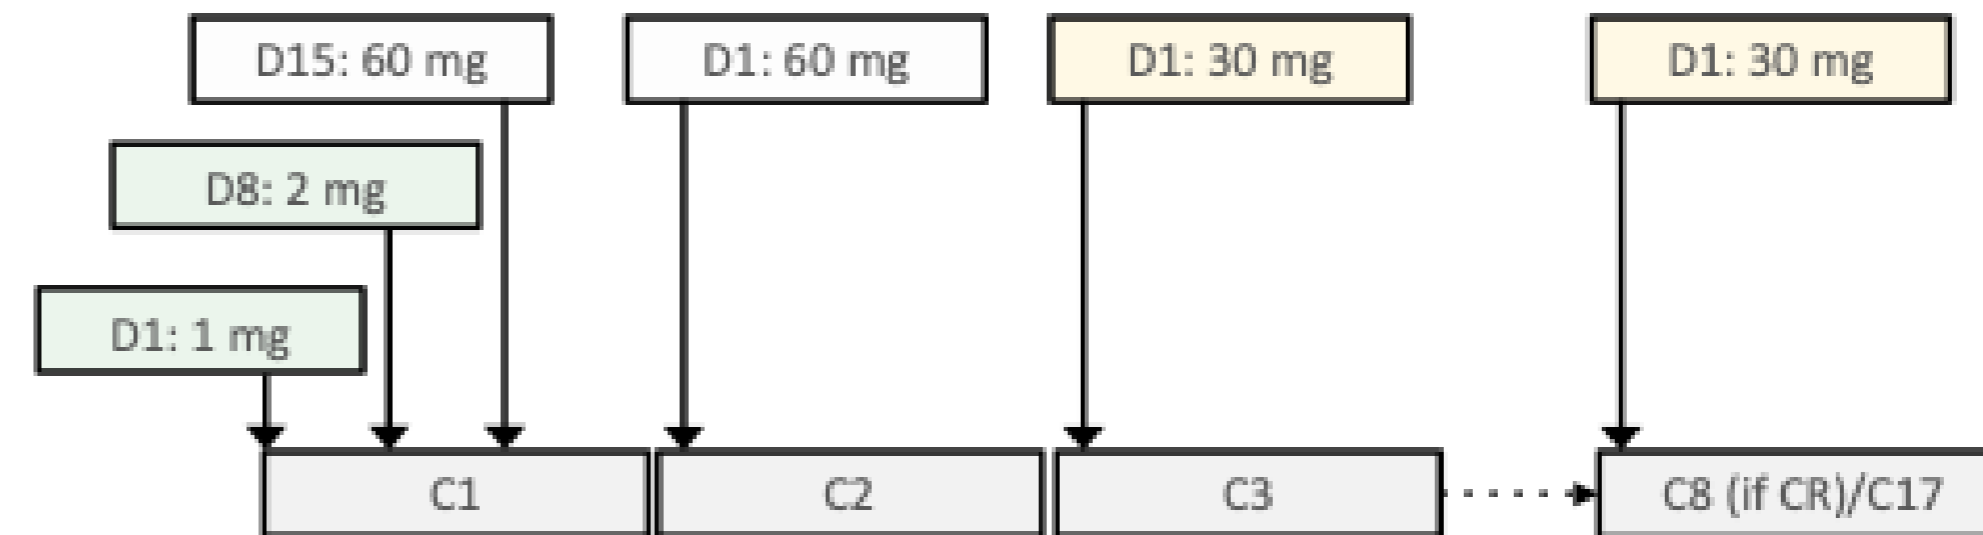 D15: 60 mg
D1: 60 mg
D1: 30 mg
D1: 30 mg
D8: 2 mg
D1: 1 mg
C1
C2
C3
C8 (if CR)/C17